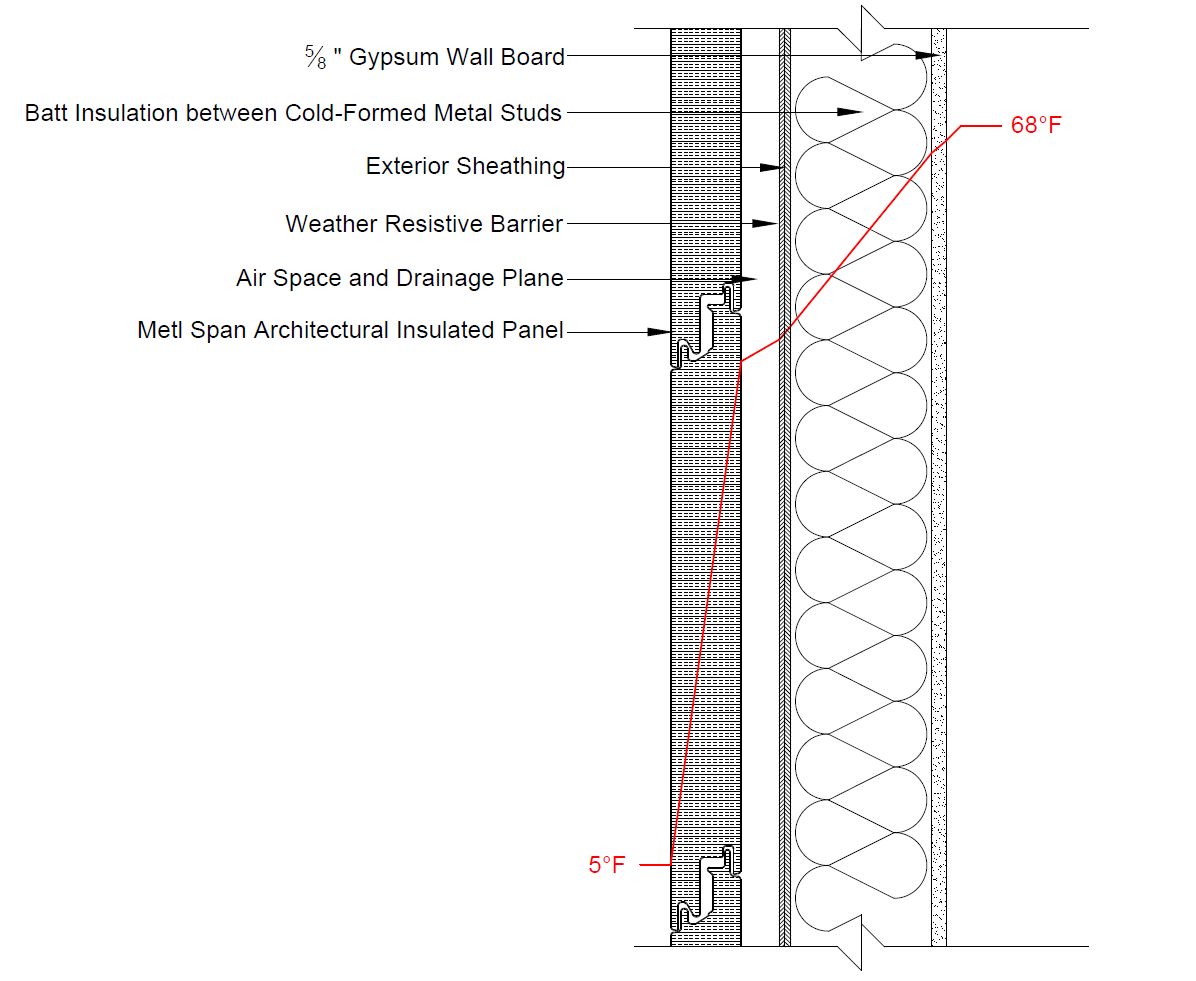 5⁄8 " Gypsum Wall Board
Batt Insulation between Cold-Formed Metal Studs
68°F
Exterior Sheathing
Weather Resistive Barrier
Air Space and Drainage Plane
Metl Span Architectural Insulated Panel
5°F